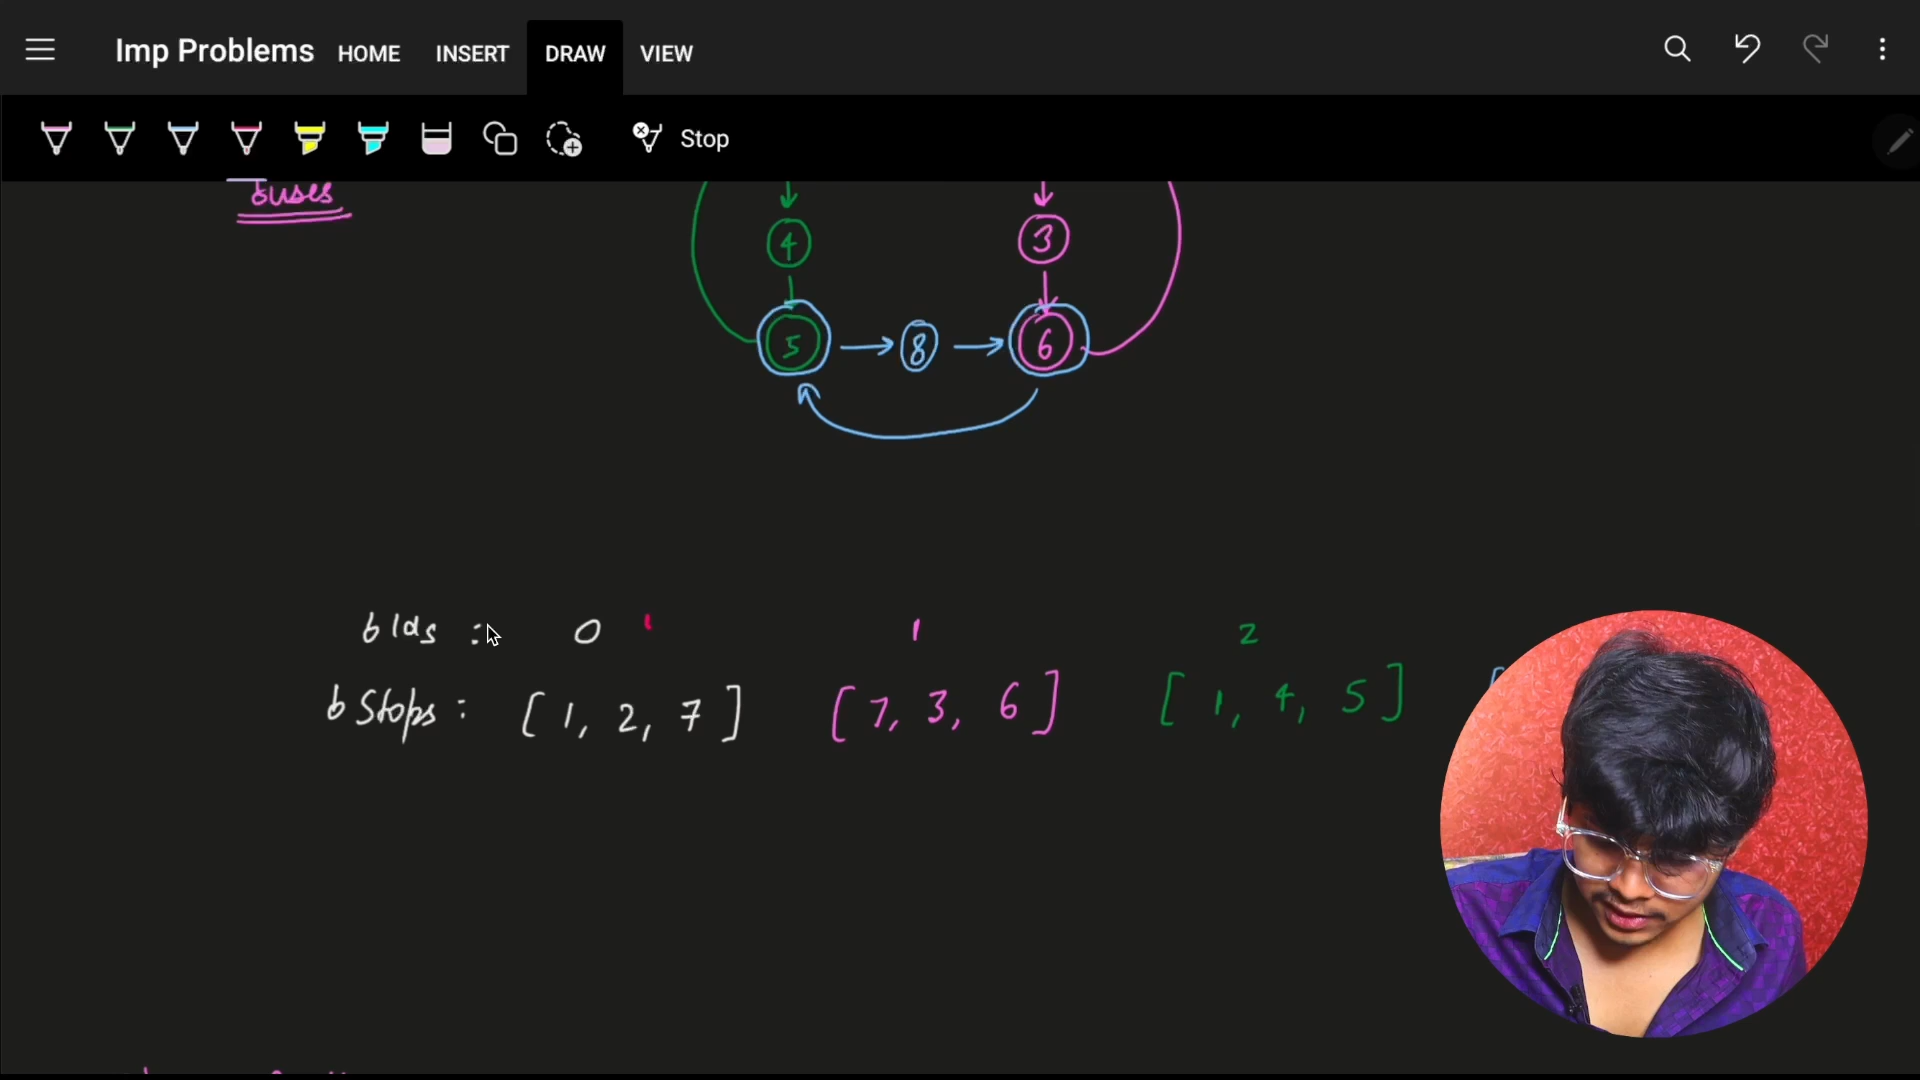 Imp Problems HOME INSERT DRAW VIEW
Stop
buses
4 3
5 8 6
bIds : 0 1 1 2
bStops : [ 1, 2, 7 ] [ 7, 3, 6 ] [ 1, 4, 5 ] [